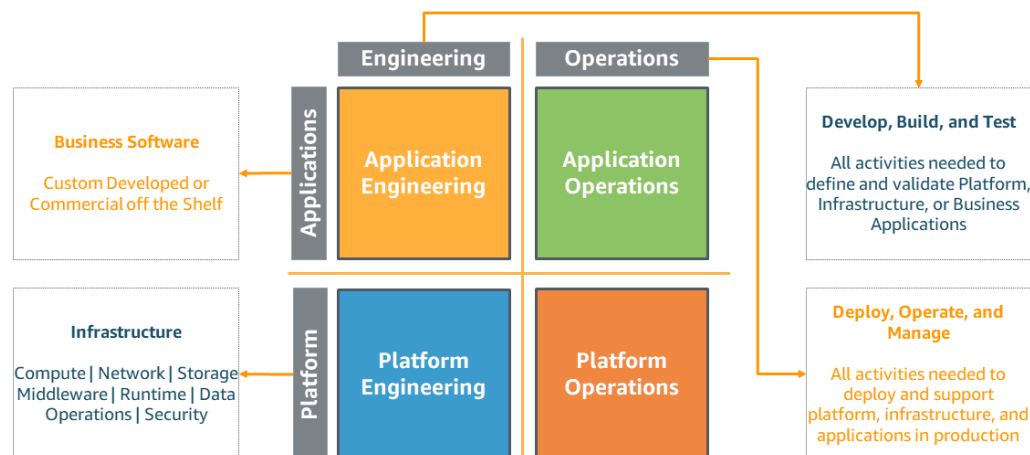 Engineering
Operations
Applications
Platform
Business Software
Custom Developed or
Commercial off the Shelf
Application
Engineering
Application
Operations
Develop, Build, and Test
All activities needed to
define and validate Platform,
Infrastructure, or Business
Applications
Infrastructure
Compute | Network | Storage
Middleware | Runtime | Data
Operations | Security
Platform
Engineering
Platform
Operations
Deploy, Operate, and
Manage
All activities needed to
deploy and support
platform, infrastructure, and
applications in production